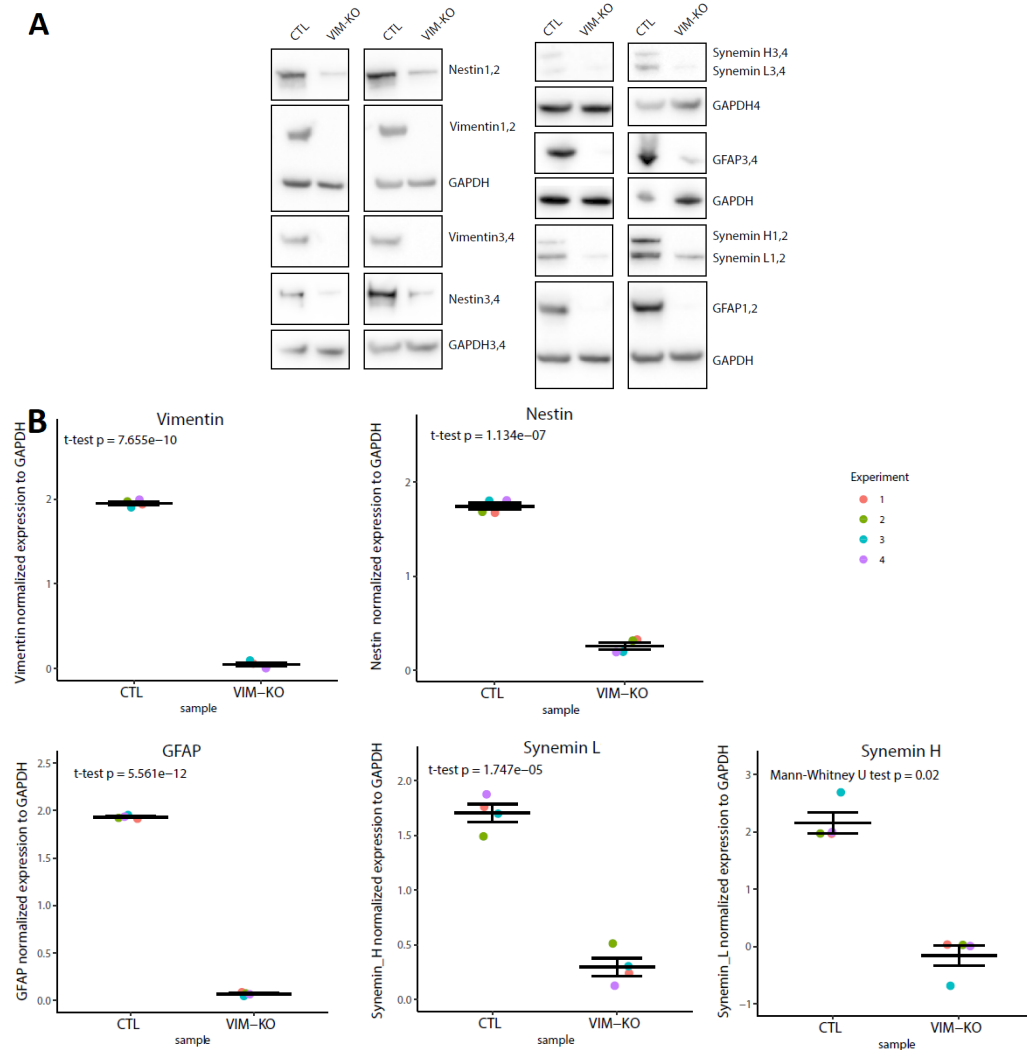 A
CTL VIM-KO CTL VIM-KO
CTL VIM-KO CTL VIM-KO
Nestin1,2
Vimentin1,2
GAPDH
Vimentin3,4
Nestin3,4
GAPDH3,4
Synemin H3,4
Synemin L3,4
GAPDH4
GFAP3,4
GAPDH
Synemin H1,2
Synemin L1,2
GFAP1,2
GAPDH
B
Vimentin
t-test p = 7.655e−10
Vimentin normalized expression to GAPDH
2
1
0
CTL VIM−KO
sample
Nestin
t-test p = 1.134e−07
Nestin normalized expression to GAPDH
2
1
0
CTL VIM−KO
sample
Experiment
1
2
3
4
GFAP
t-test p = 5.561e−12
GFAP normalized expression to GAPDH
2.5
2.0
1.5
1.0
0.5
0.0
CTL VIM−KO
sample
Synemin L
t-test p = 1.747e−05
Synemin_H normalized expression to GAPDH
2.0
1.5
1.0
0.5
0.0
CTL VIM−KO
sample
Synemin H
Mann-Whitney U test p = 0.02
Synemin_L normalized expression to GAPDH
3
2
1
0
−1
CTL VIM−KO
sample